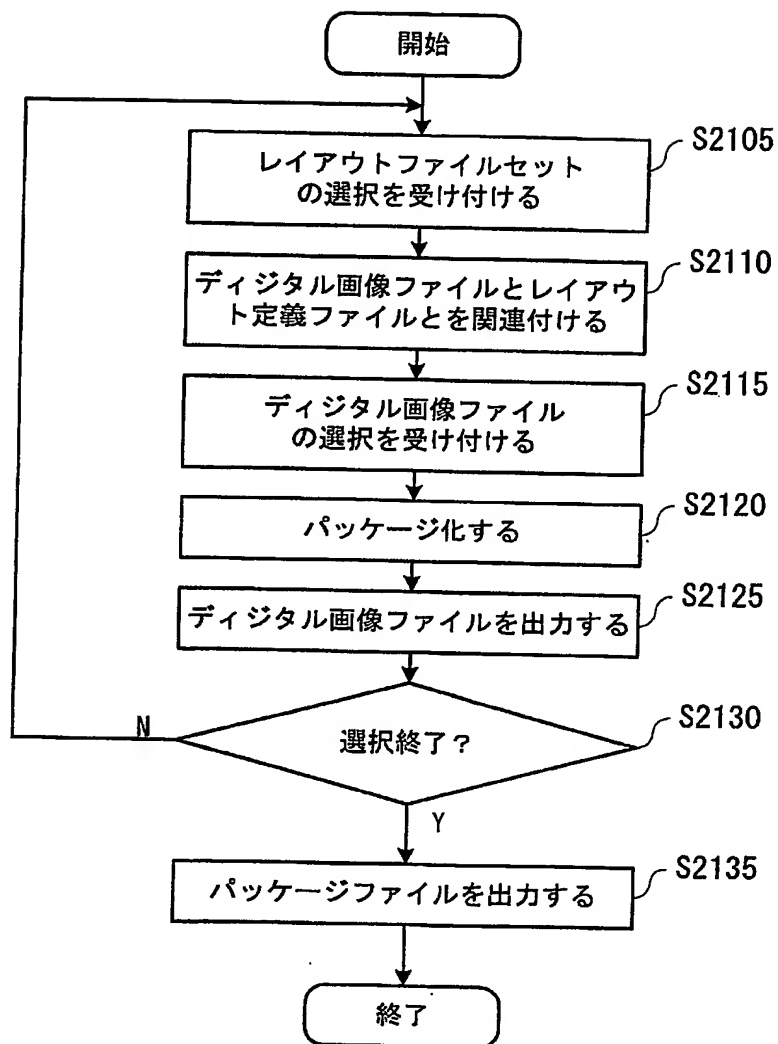 開始
レイアウトファイルセット
の選択を受け付ける
S2105
ディジタル画像ファイルとレイアウ
ト定義ファイルとを関連付ける
S2110
ディジタル画像ファイル
の選択を受け付ける
S2115
パッケージ化する
S2120
ディジタル画像ファイルを出力する
S2125
選択終了?
S2130
N
Y
パッケージファイルを出力する
S2135
終了